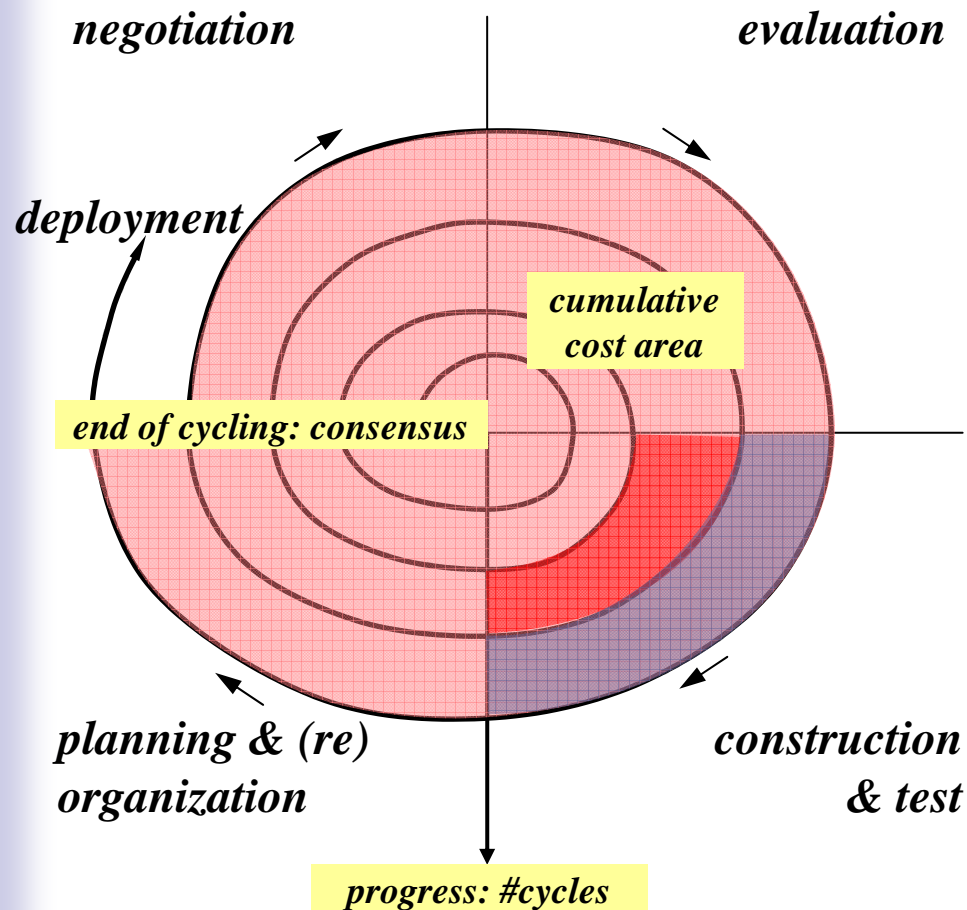 negotiation
evaluation
deployment
cumulative
cost area
end of cycling: consensus
planning & (re)
organization
construction
& test
progress: #cycles